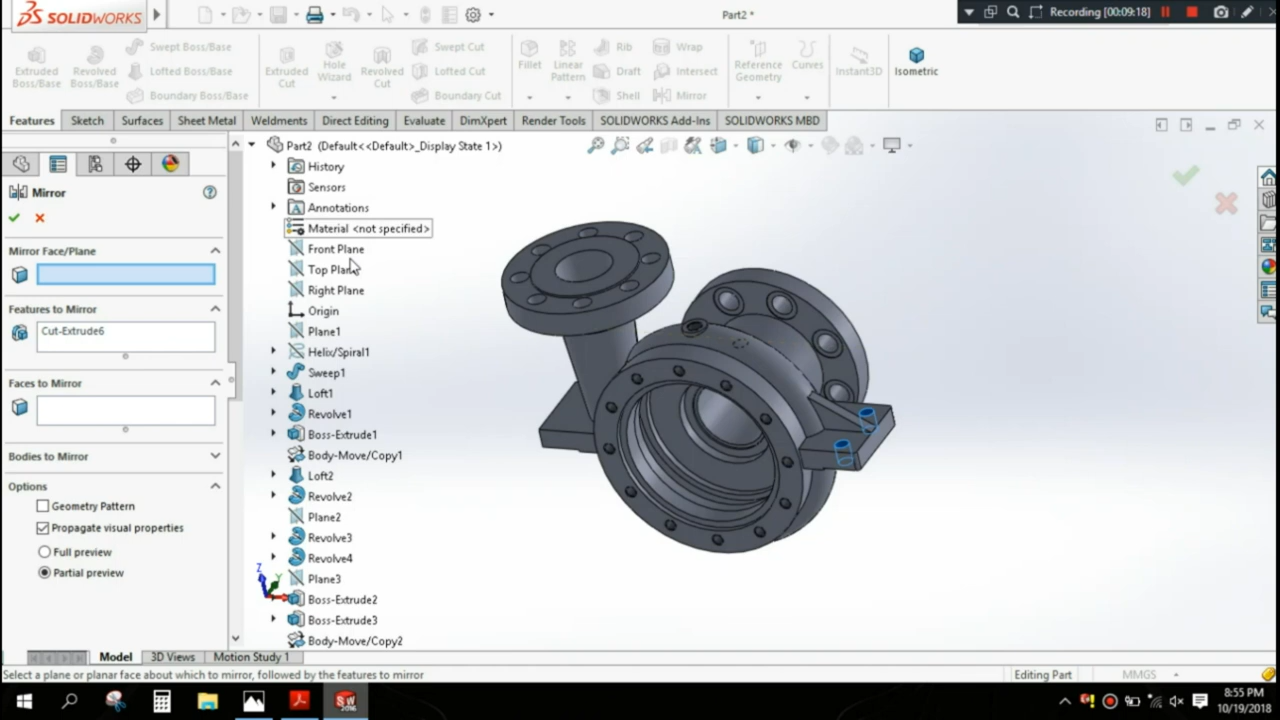 SOLIDWORKS
Part2 *
Recording [00:09:18]
Extruded Boss/Base
Revolved Boss/Base
Swept Boss/Base
Lofted Boss/Base
Boundary Boss/Base
Extruded Cut
Hole Wizard
Revolved Cut
Swept Cut
Lofted Cut
Boundary Cut
Fillet
Linear Pattern
Rib
Draft
Shell
Wrap
Intersect
Mirror
Reference Geometry
Curves
Instant3D
Isometric
Features Sketch Surfaces Sheet Metal Weldments Direct Editing Evaluate DimXpert Render Tools SOLIDWORKS Add-Ins SOLIDWORKS MBD
Mirror
Mirror Face/Plane
Features to Mirror
Cut-Extrude6
Faces to Mirror
Bodies to Mirror
Options
Geometry Pattern
Propagate visual properties
Full preview
Partial preview
Part2 (Default<<Default>_Display State 1>)
History
Sensors
Annotations
Material <not specified>
Front Plane
Top Plane
Right Plane
Origin
Plane1
Helix/Spiral1
Sweep1
Loft1
Revolve1
Boss-Extrude1
Body-Move/Copy1
Loft2
Revolve2
Plane2
Revolve3
Revolve4
Plane3
Boss-Extrude2
Boss-Extrude3
Body-Move/Copy2
Z
Y
Model 3D Views Motion Study 1
Select a plane or planar face about which to mirror, followed by the features to mirror
Editing Part
MMGS
8:55 PM
10/19/2018